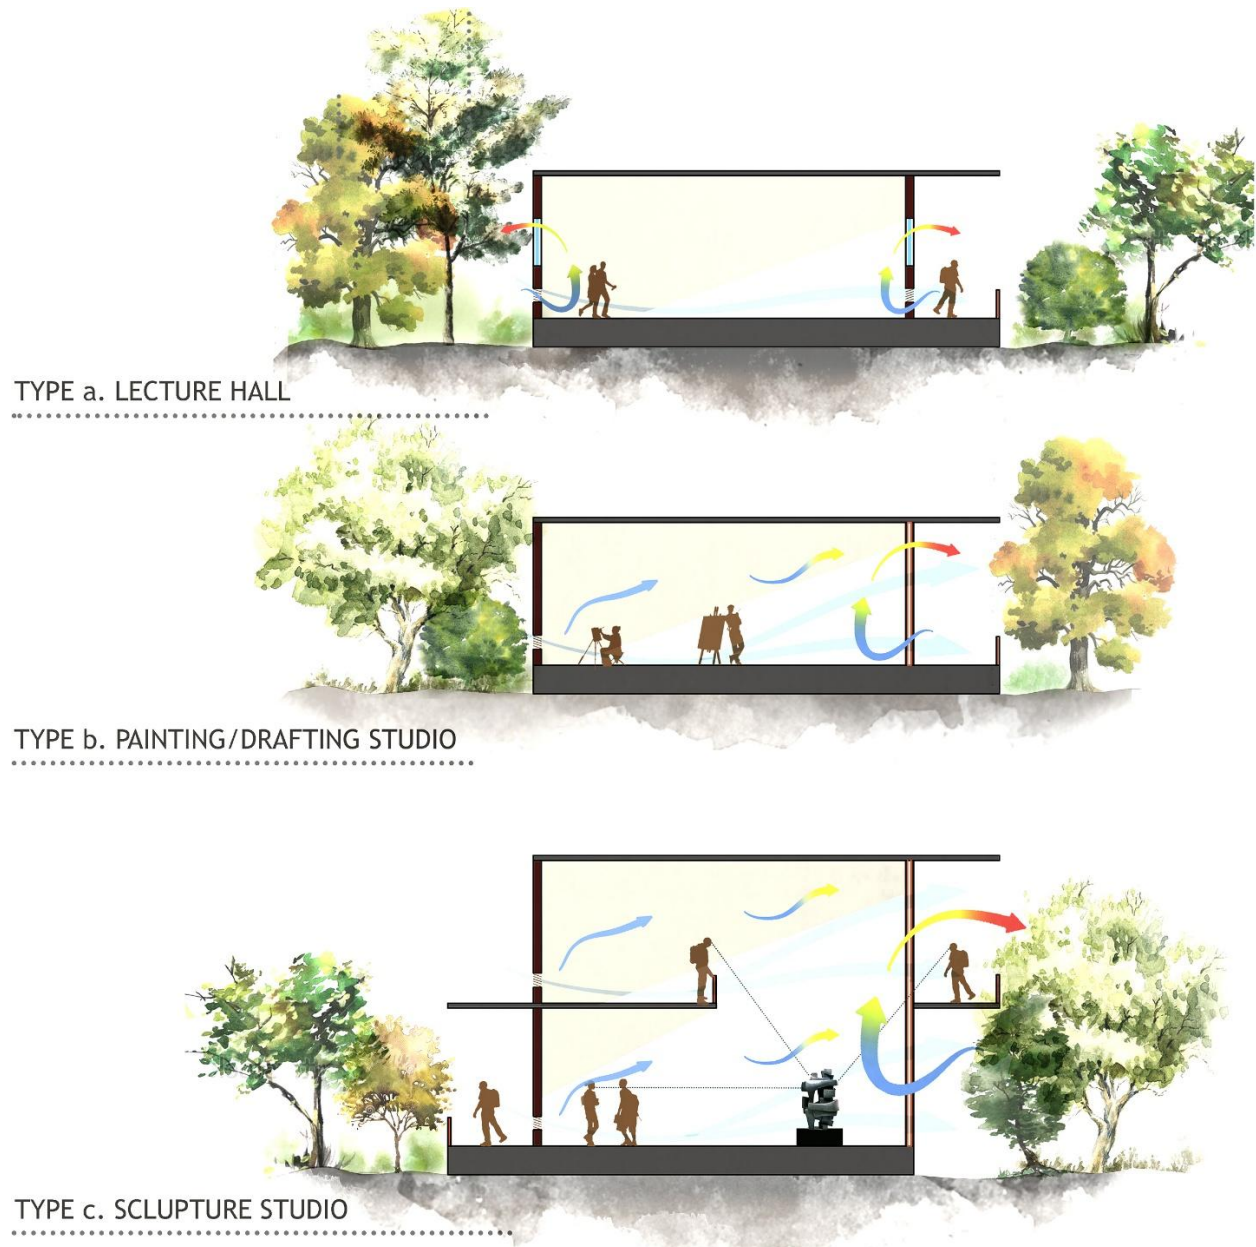 TYPE a. LECTURE HALL
TYPE b. PAINTING/DRAFTING STUDIO
TYPE c. SCLUPTURE STUDIO